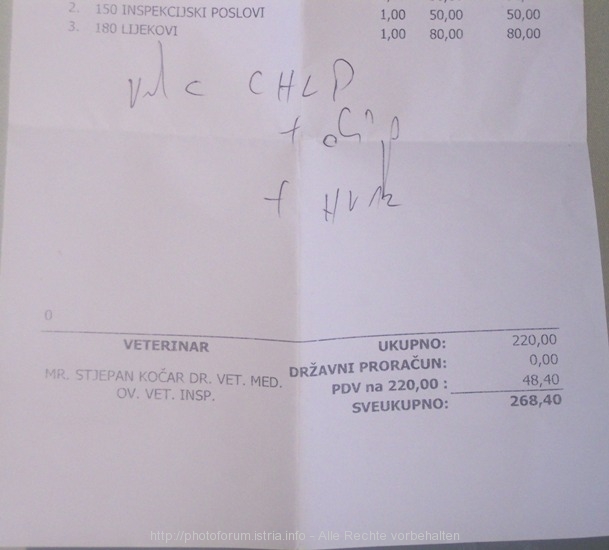 2. 150 INSPEKCIJSKI POSLOVI 1,00 50,00 50,00
3. 180 LIJEKOVI 1,00 80,00 80,00
CHLP
+
+
0
VETERINAR UKUPNO: 220,00
DRŽAVNI PRORAČUN: 0,00
MR. STJEPAN KOČAR DR. VET. MED. PDV na 220,00 : 48,40
OV. VET. INSP. SVEUKUPNO: 268,40
http://photoforum.istria.info - Alle Rechte vorbehalten